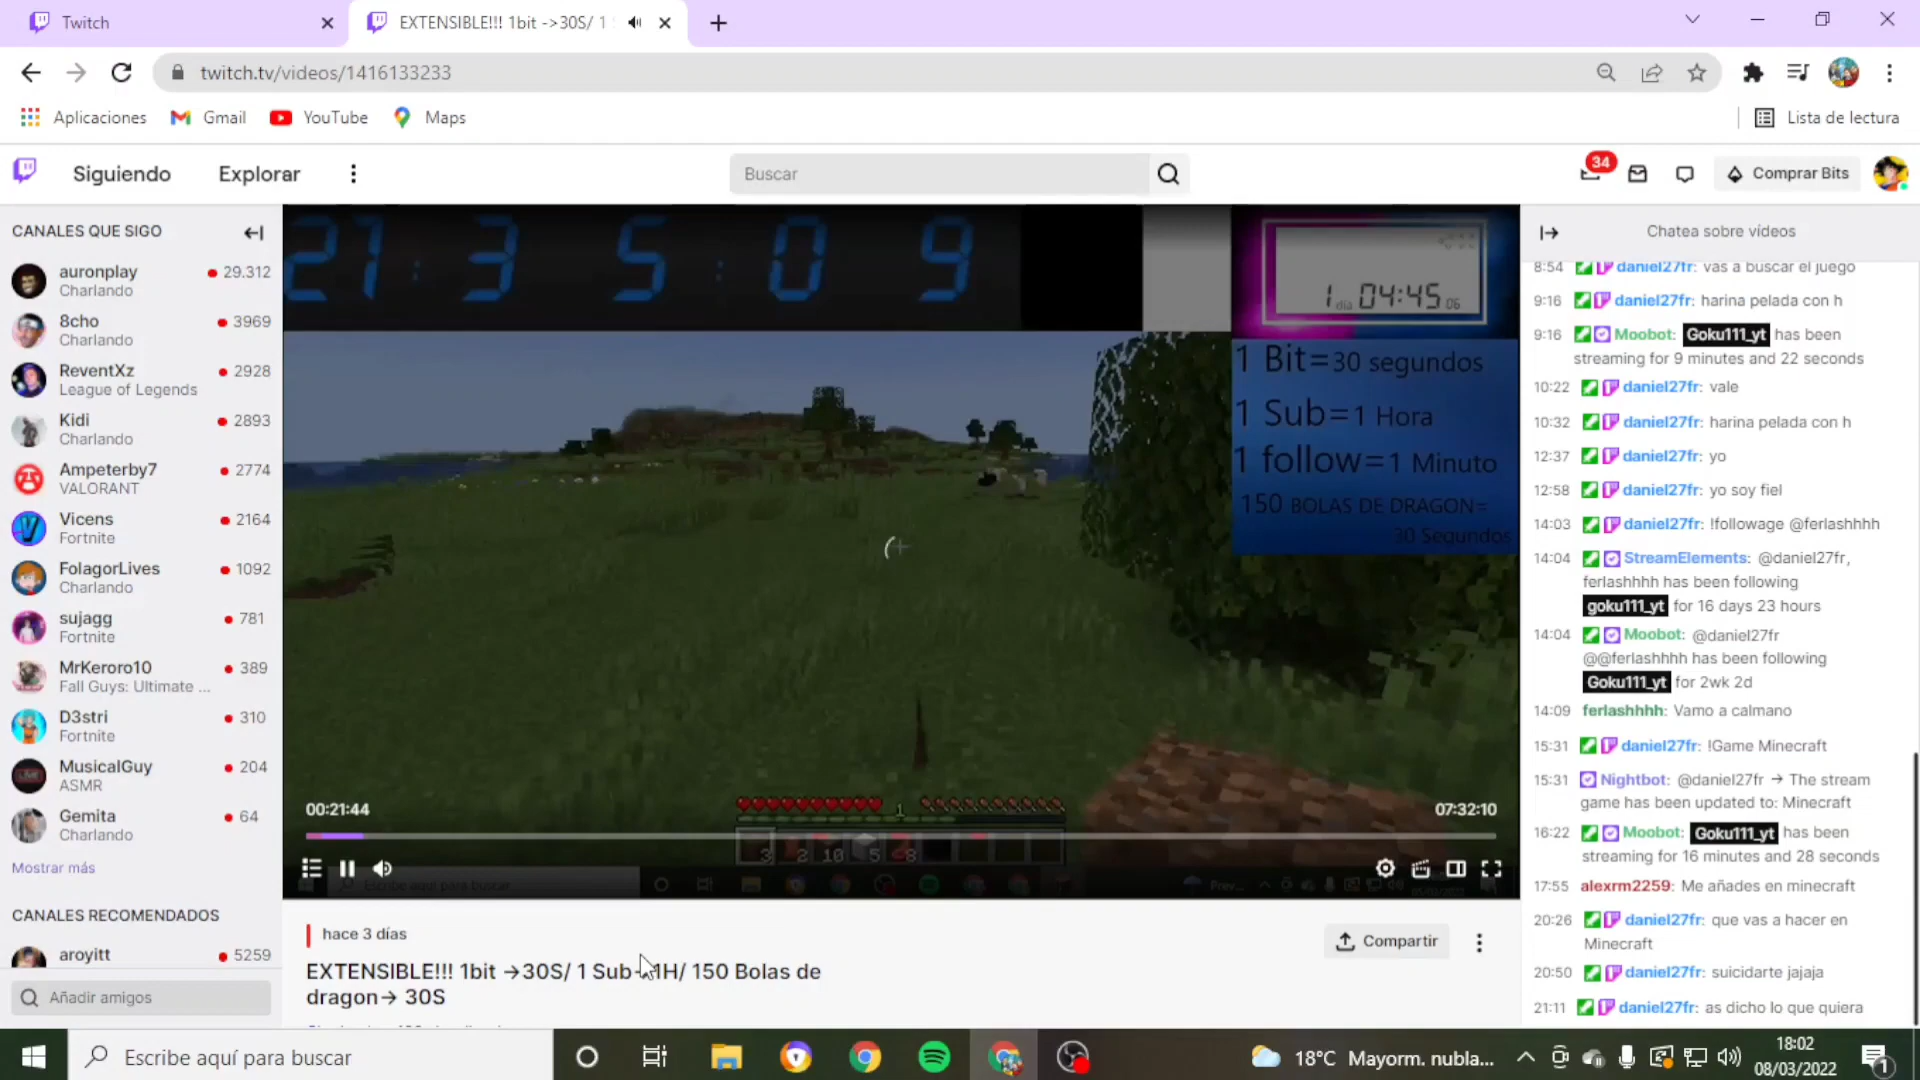 Twitch
EXTENSIBLE!!! 1bit ->30S/ 1
twitch.tv/videos/1416133233
Aplicaciones
Gmail
YouTube
Maps
Lista de lectura
Siguiendo
Explorar
Buscar
34
Comprar Bits
CANALES QUE SIGO
auronplay
29.312
Charlando
8cho
3969
Charlando
ReventXz
2928
League of Legends
Kidi
2893
Charlando
Ampeterby7
2774
VALORANT
Vicens
2164
Fortnite
FolagorLives
1092
Charlando
sujagg
781
Fortnite
MrKeroro10
389
Fall Guys: Ultimate ...
D3stri
310
Fortnite
MusicalGuy
204
ASMR
Gemita
64
Charlando
Mostrar más
CANALES RECOMENDADOS
aroyitt
5259
Añadir amigos
27:35:09
1 día 04:45 06
1 Bit=30 segundos
1 Sub=1 Hora
1 follow=1 Minuto
150 BOLAS DE DRAGON=
30 Segundos
1
00:21:44
07:32:10
3 2 10 5 8
Escribe aquí para buscar
hace 3 días
Compartir
EXTENSIBLE!!! 1bit →30S/ 1 Sub 1H/ 150 Bolas de
dragon→ 30S
Chatea sobre vídeos
8:54 daniel27fr: vas a buscar el juego
9:16 daniel27fr: harina pelada con h
9:16 Moobot: Goku111_yt has been
streaming for 9 minutes and 22 seconds
10:22 daniel27fr: vale
10:32 daniel27fr: harina pelada con h
12:37 daniel27fr: yo
12:58 daniel27fr: yo soy fiel
14:03 daniel27fr: !followage @ferlashhhh
14:04 StreamElements: @daniel27fr,
ferlashhhh has been following
goku111_yt for 16 days 23 hours
14:04 Moobot: @daniel27fr
@@ferlashhhh has been following
Goku111_yt for 2wk 2d
14:09 ferlashhhh: Vamo a calmano
15:31 daniel27fr: !Game Minecraft
15:31 Nightbot: @daniel27fr → The stream
game has been updated to: Minecraft
16:22 Moobot: Goku111_yt has been
streaming for 16 minutes and 28 seconds
17:55 alexrm2259: Me añades en minecraft
20:26 daniel27fr: que vas a hacer en
Minecraft
20:50 daniel27fr: suicidarte jajaja
21:11 daniel27fr: as dicho lo que quiera
Escribe aquí para buscar
18°C Mayorm. nubla...
18:02
08/03/2022
1